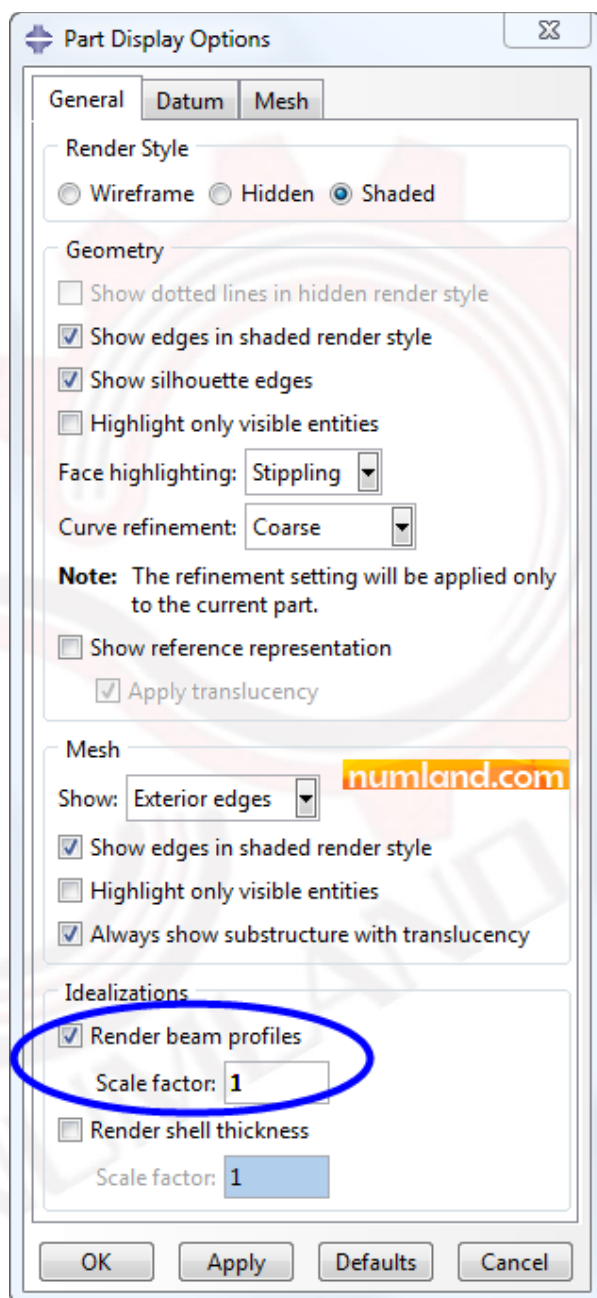 Part Display Options
General Datum Mesh
Render Style
Wireframe Hidden Shaded
Geometry
Show dotted lines in hidden render style
Show edges in shaded render style
Show silhouette edges
Highlight only visible entities
Face highlighting: Stippling
Curve refinement: Coarse
Note: The refinement setting will be applied only
to the current part.
Show reference representation
Apply translucency
Mesh
numland.com
Show: Exterior edges
Show edges in shaded render style
Highlight only visible entities
Always show substructure with translucency
Idealizations
Render beam profiles
Scale factor: 1
Render shell thickness
Scale factor: 1
OK Apply Defaults Cancel
NUMLAND